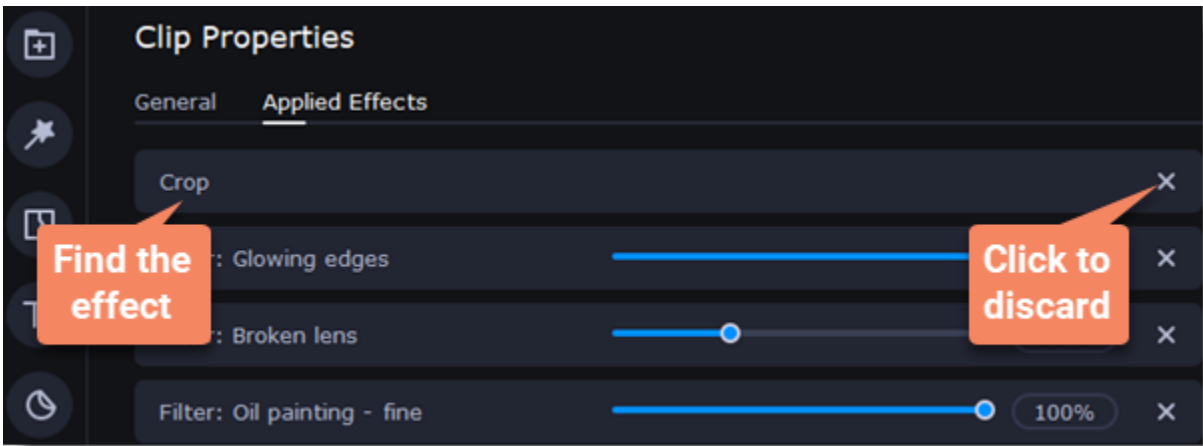 Clip Properties
General Applied Effects
Crop
Find the
effect
Click to
discard
r: Glowing edges
r: Broken lens
Filter: Oil painting - fine 100%